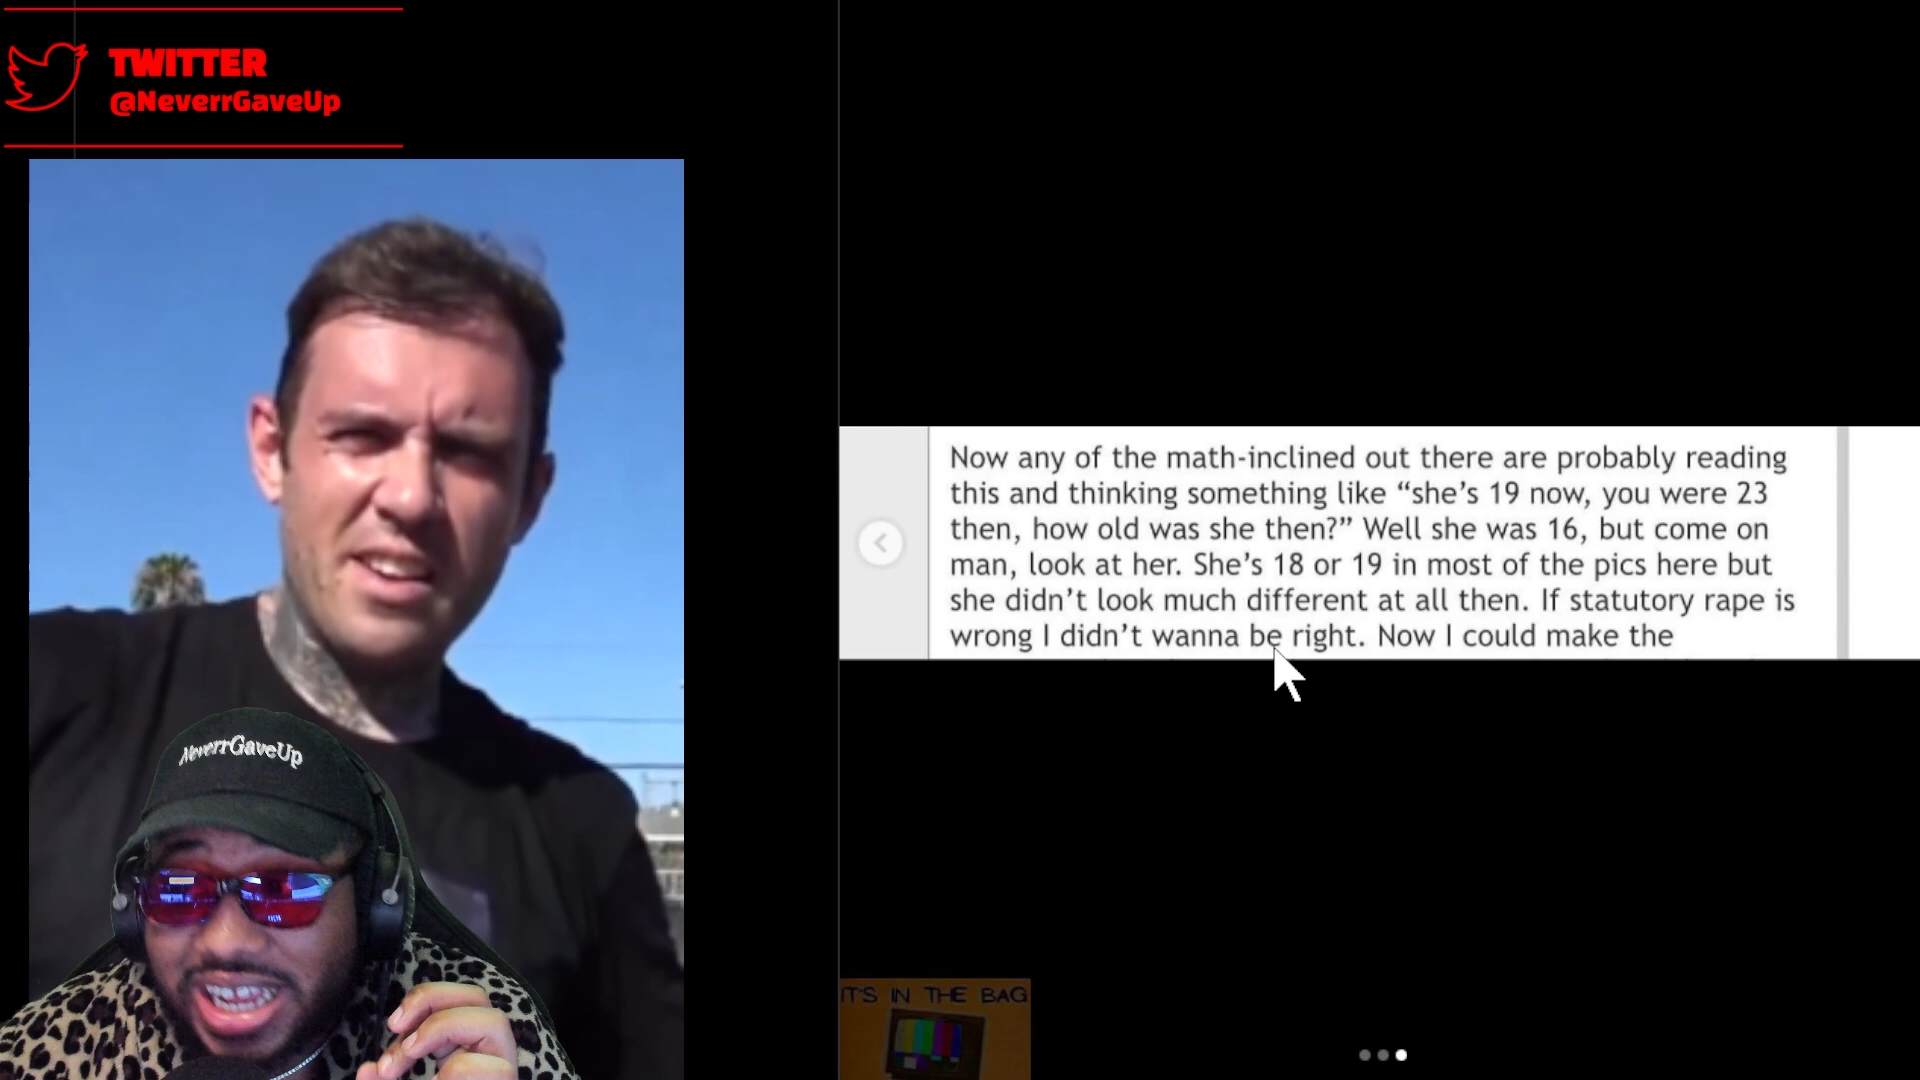 TWITTER
@NeverrGaveUp
NeverrGaveUp
Now any of the math-inclined out there are probably reading
this and thinking something like “she’s 19 now, you were 23
then, how old was she then?” Well she was 16, but come on
man, look at her. She’s 18 or 19 in most of the pics here but
she didn’t look much different at all then. If statutory rape is
wrong I didn’t wanna be right. Now I could make the
IT'S IN THE BAG